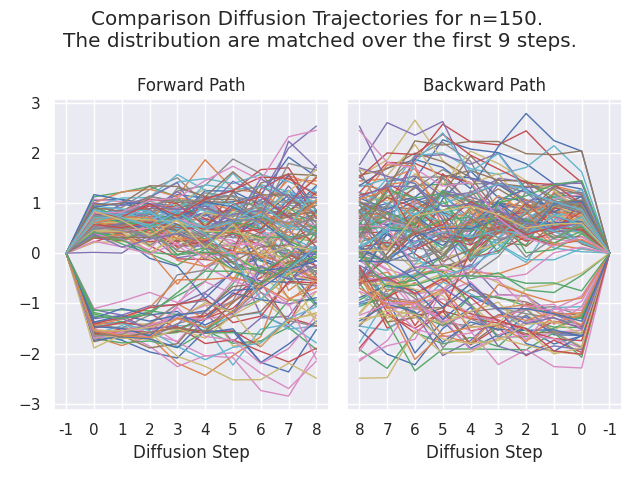 Comparison Diffusion Trajectories for n=150.
The distribution are matched over the first 9 steps.
Forward Path
Backward Path
3
2
1
0
−1
−2
−3
-1 0 1 2 3 4 5 6 7 8
8 7 6 5 4 3 2 1 0 -1
Diffusion Step
Diffusion Step